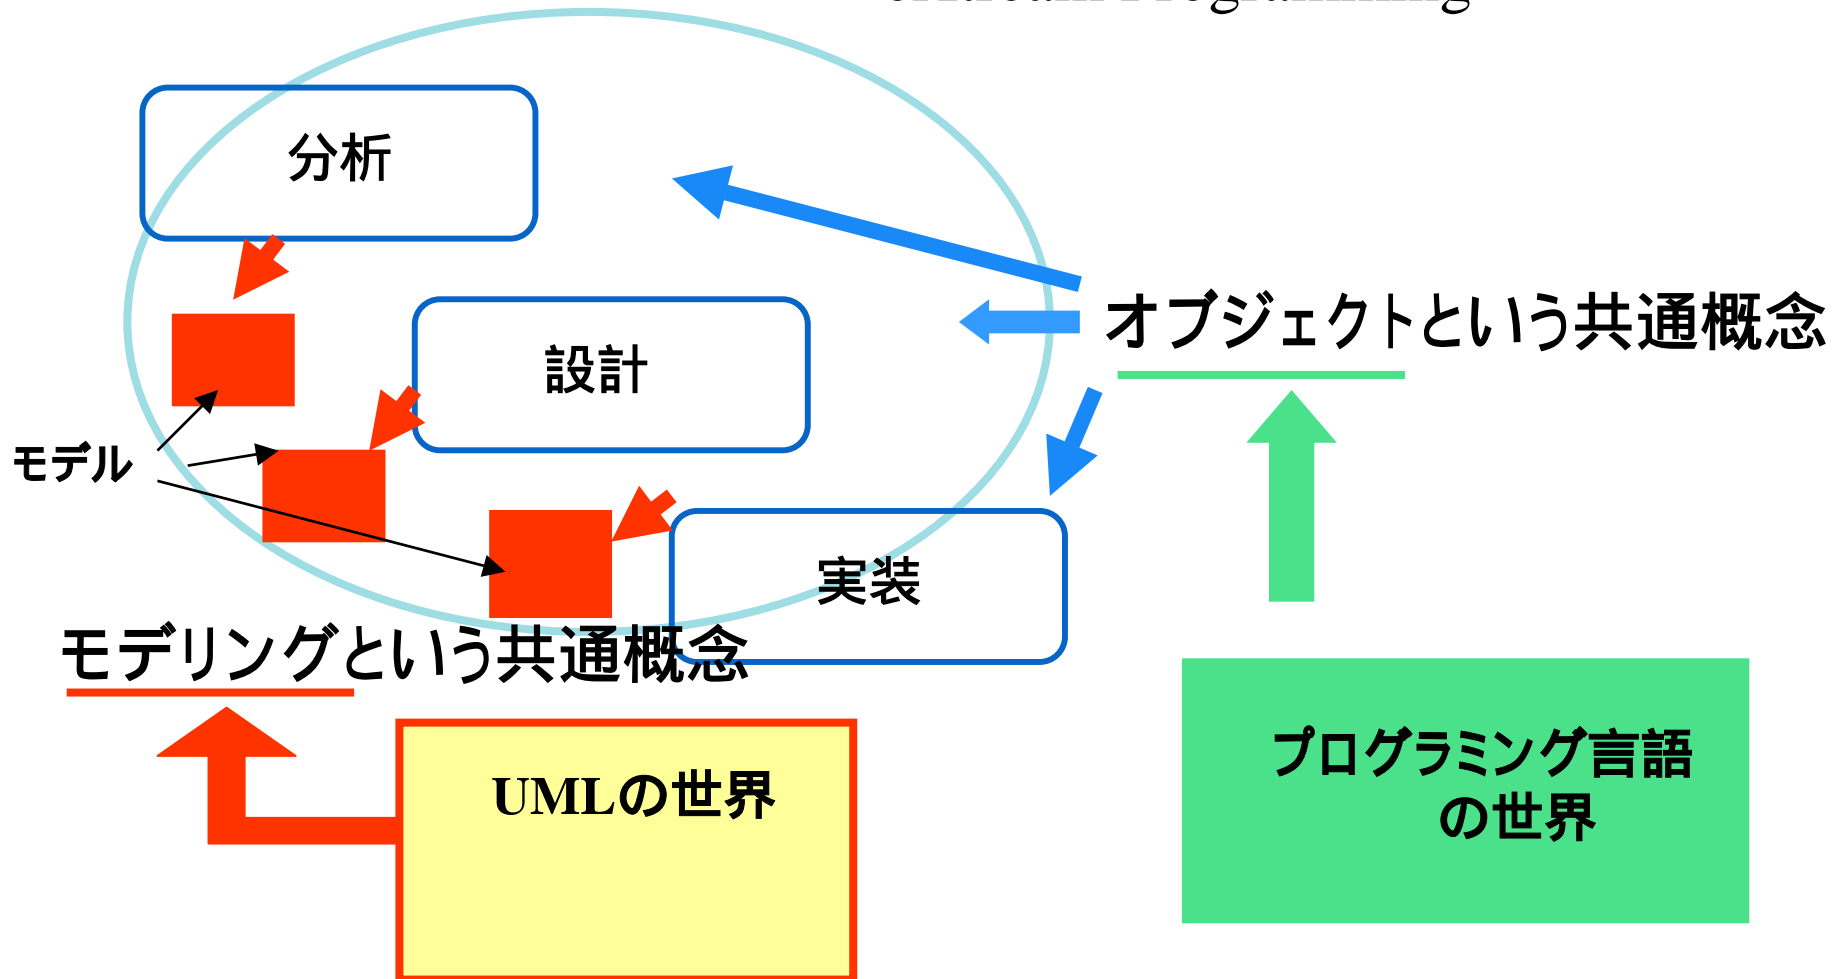 Programming
分析
オブジェクトという共通概念
設計
モデル
実装
モデリングという共通概念
プログラミング言語
の世界
UMLの世界